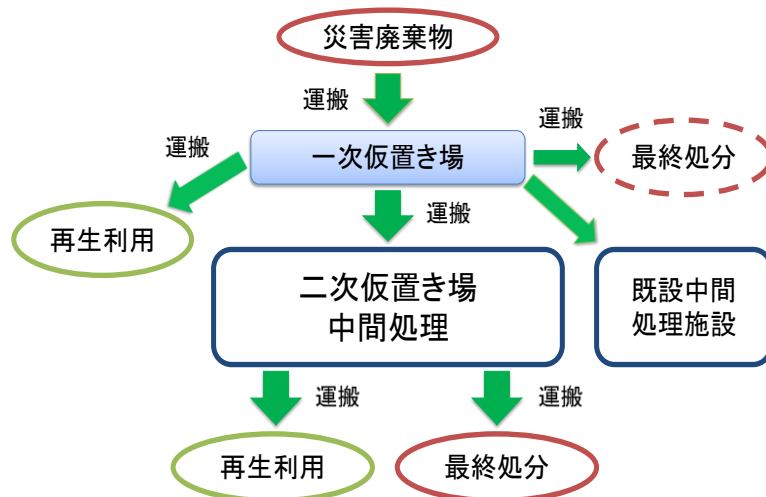 災害廃棄物
運搬
運搬
運搬
一次仮置き場
最終処分
運搬
再生利用
二次仮置き場
中間処理
既設中間
処理施設
運搬
運搬
再生利用
最終処分